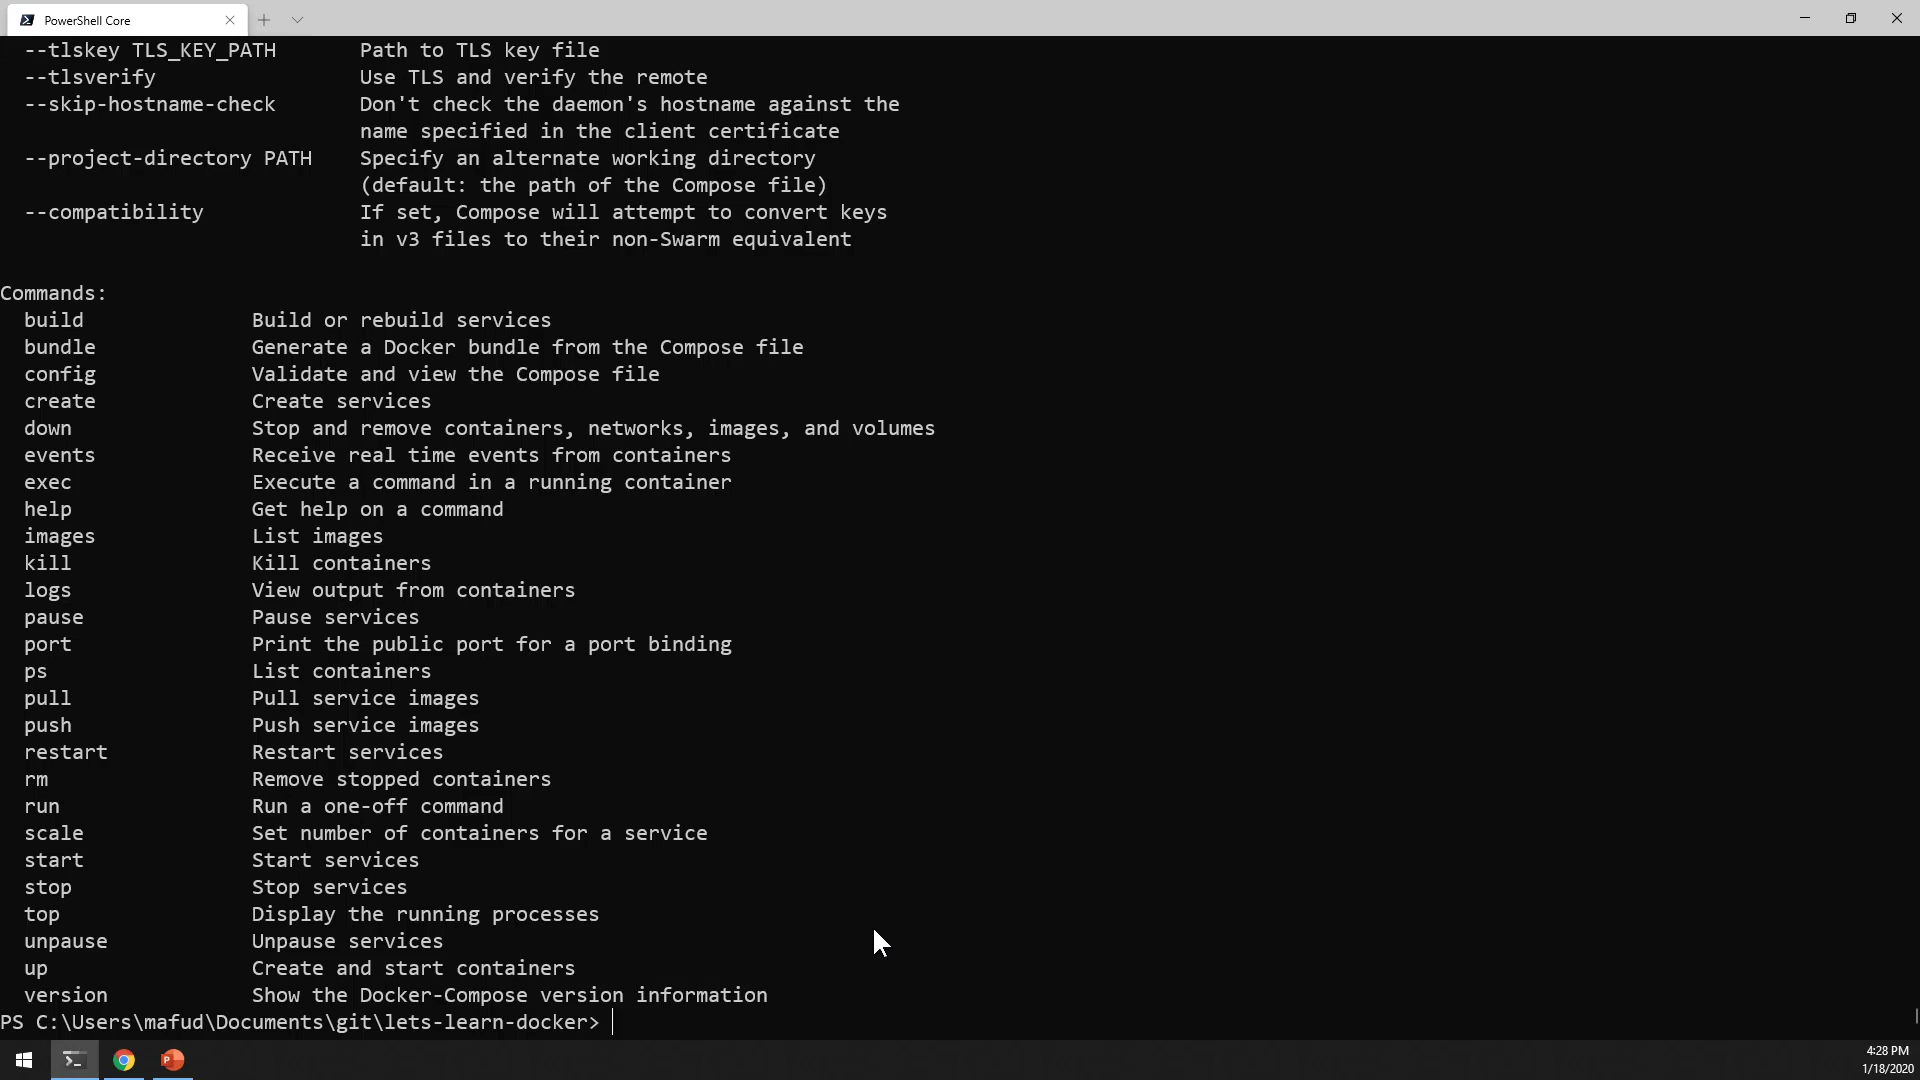 PowerShell Core
--tlskey TLS_KEY_PATH Path to TLS key file
--tlsverify Use TLS and verify the remote
--skip-hostname-check Don't check the daemon's hostname against the
name specified in the client certificate
--project-directory PATH Specify an alternate working directory
(default: the path of the Compose file)
--compatibility If set, Compose will attempt to convert keys
in v3 files to their non-Swarm equivalent
Commands:
build Build or rebuild services
bundle Generate a Docker bundle from the Compose file
config Validate and view the Compose file
create Create services
down Stop and remove containers, networks, images, and volumes
events Receive real time events from containers
exec Execute a command in a running container
help Get help on a command
images List images
kill Kill containers
logs View output from containers
pause Pause services
port Print the public port for a port binding
ps List containers
pull Pull service images
push Push service images
restart Restart services
rm Remove stopped containers
run Run a one-off command
scale Set number of containers for a service
start Start services
stop Stop services
top Display the running processes
unpause Unpause services
up Create and start containers
version Show the Docker-Compose version information
PS C:\Users\mafud\Documents\git\lets-learn-docker>
4:28 PM
1/18/2020